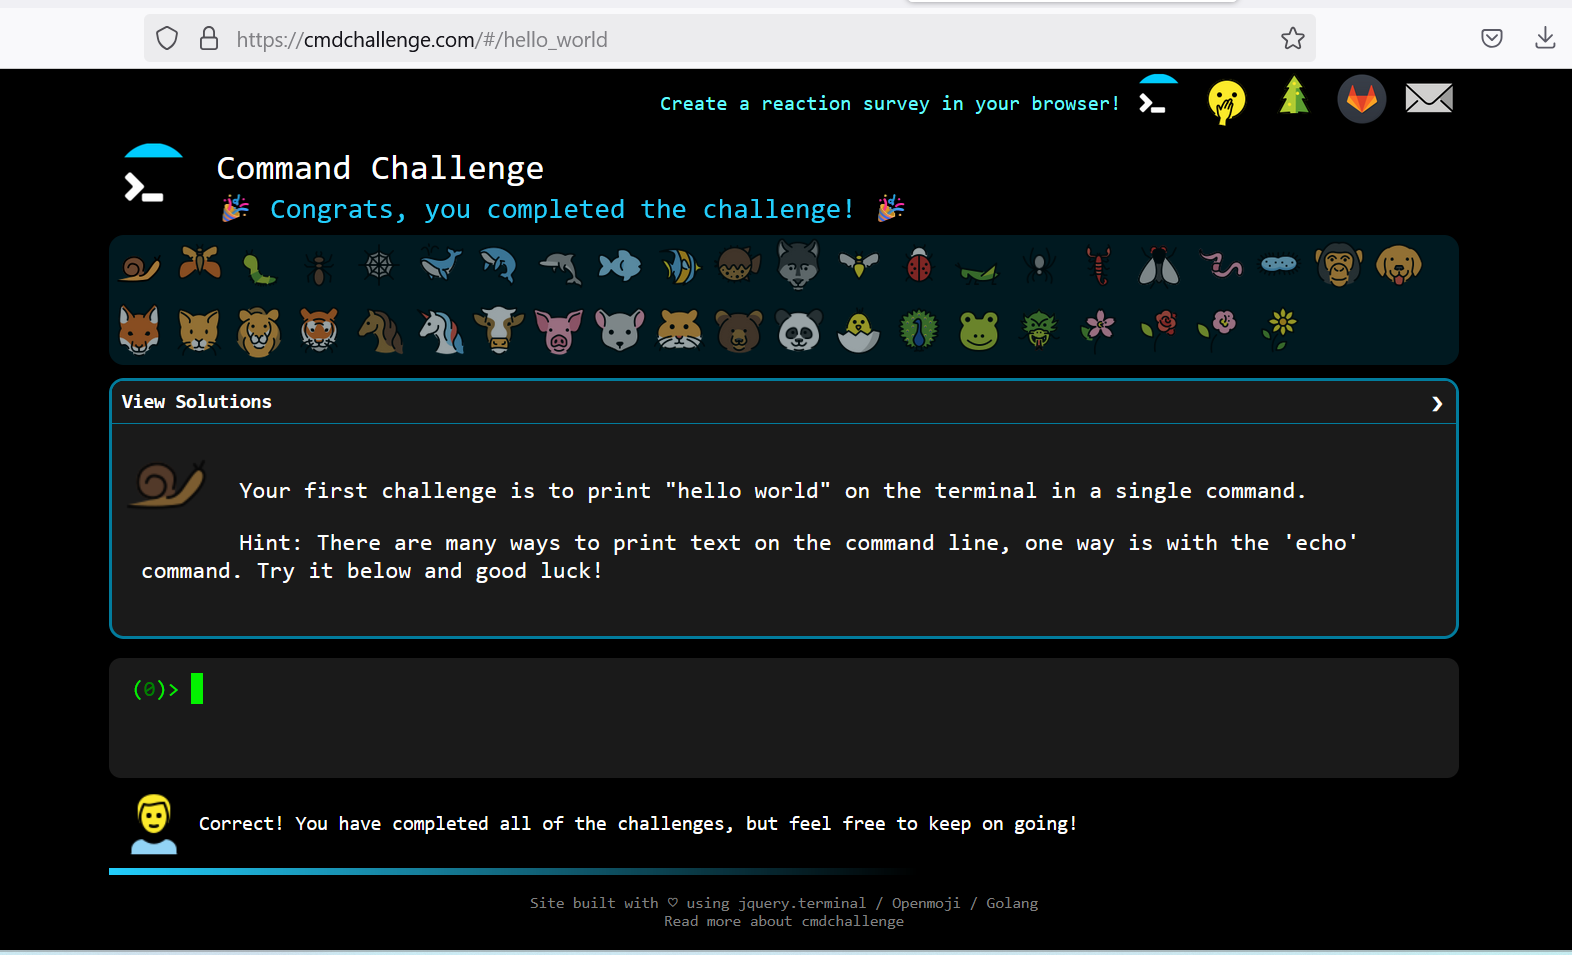 https://cmdchallenge.com/#/hello_world
Create a reaction survey in your browser!
Command Challenge
Congrats, you completed the challenge!
View Solutions
Your first challenge is to print "hello world" on the terminal in a single command.
Hint: There are many ways to print text on the command line, one way is with the 'echo'
command. Try it below and good luck!
(0)>
Correct! You have completed all of the challenges, but feel free to keep on going!
Site built with ♡ using jquery.terminal / Openmoji / Golang
Read more about cmdchallenge